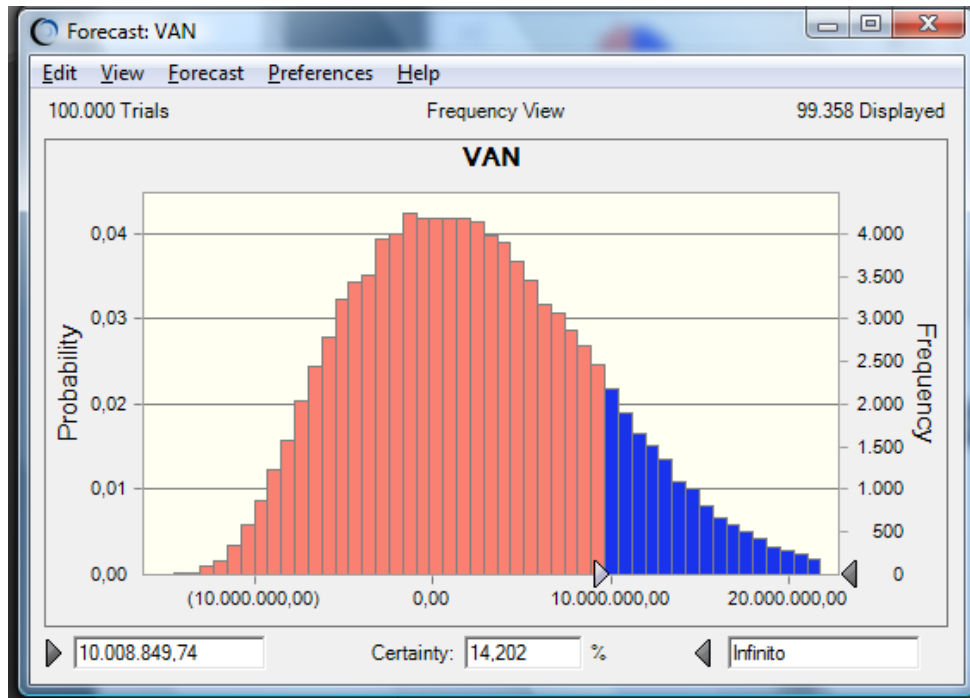 Forecast: VAN
Edit View Forecast Preferences Help
100.000 Trials Frequency View 99.358 Displayed
VAN
Probability
0,04
0,03
0,02
0,01
0,00
4.000
3.500
3.000
2.500
2.000
1.500
1.000
500
0
Frequency
(10.000.000,00) 0,00 10.000.000,00 20.000.000,00
10.008.849,74 Certainty: 14,202 % Infinito